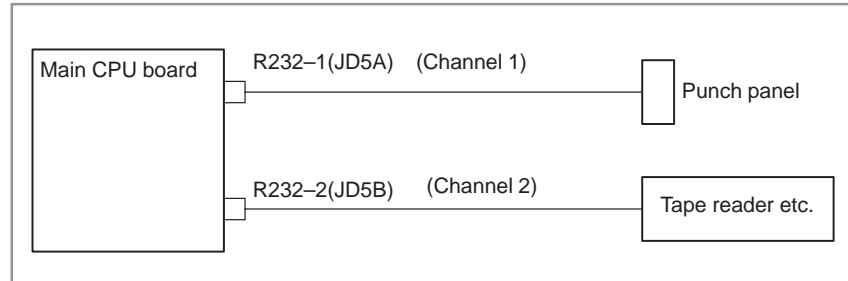 Main CPU board
R232–1(JD5A) (Channel 1)
Punch panel
R232–2(JD5B) (Channel 2)
Tape reader etc.